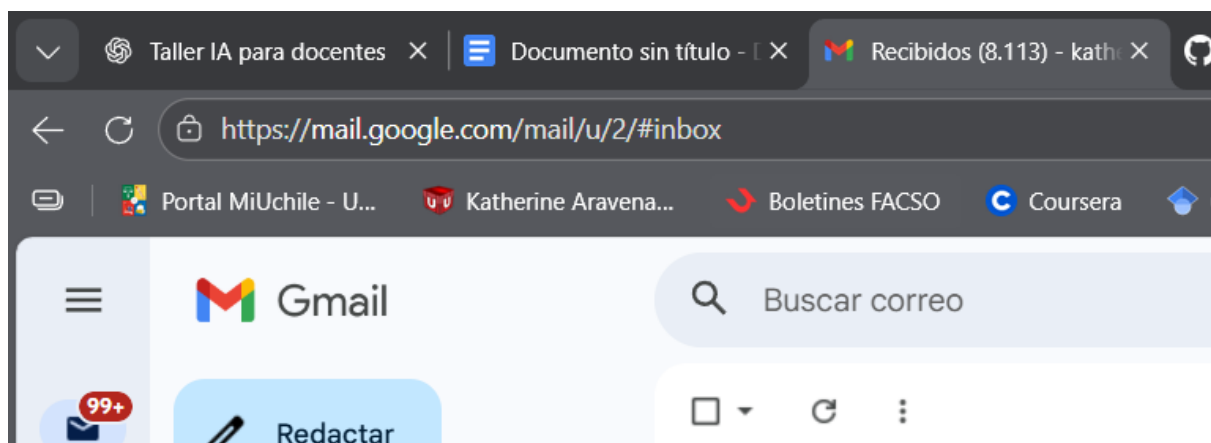 Taller IA para docentes Documento sin título - Recibidos (8.113) - kath
https://mail.google.com/mail/u/2/#inbox
Portal MiUchile - U... Katherine Aravena... Boletines FACSO Coursera
Gmail Buscar correo
99+
Redactar